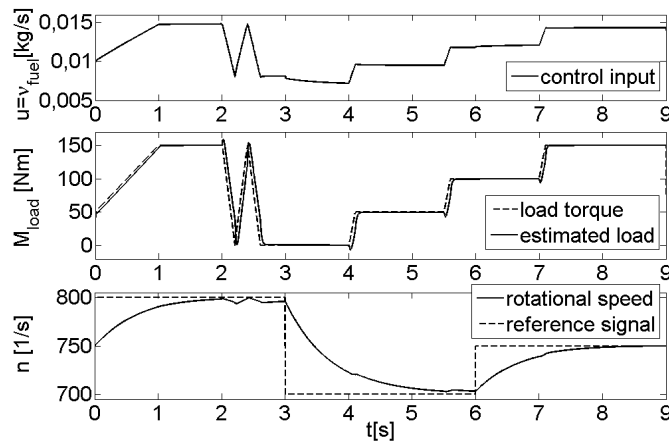 0,015
0,01
0,005
u=νfuel[kg/s]
control input
0 1 2 3 4 5 6 7 8 9
150
100
50
0
Mload [Nm]
load torque
estimated load
0 1 2 3 4 5 6 7 8 9
800
750
700
n [1/s]
rotational speed
reference signal
0 1 2 3 4 5 6 7 8 9
t[s]